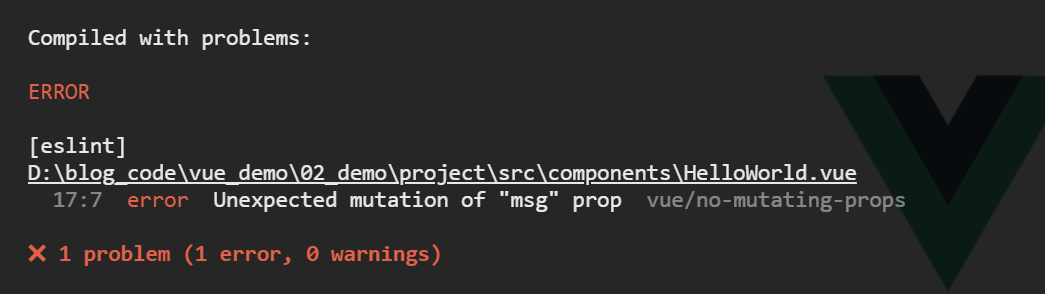 Compiled with problems:
ERROR
[eslint]
D:\blog_code\vue_demo\02_demo\project\src\components\HelloWorld.vue
17:7 error Unexpected mutation of "msg" prop vue/no-mutating-props
❌ 1 problem (1 error, 0 warnings)